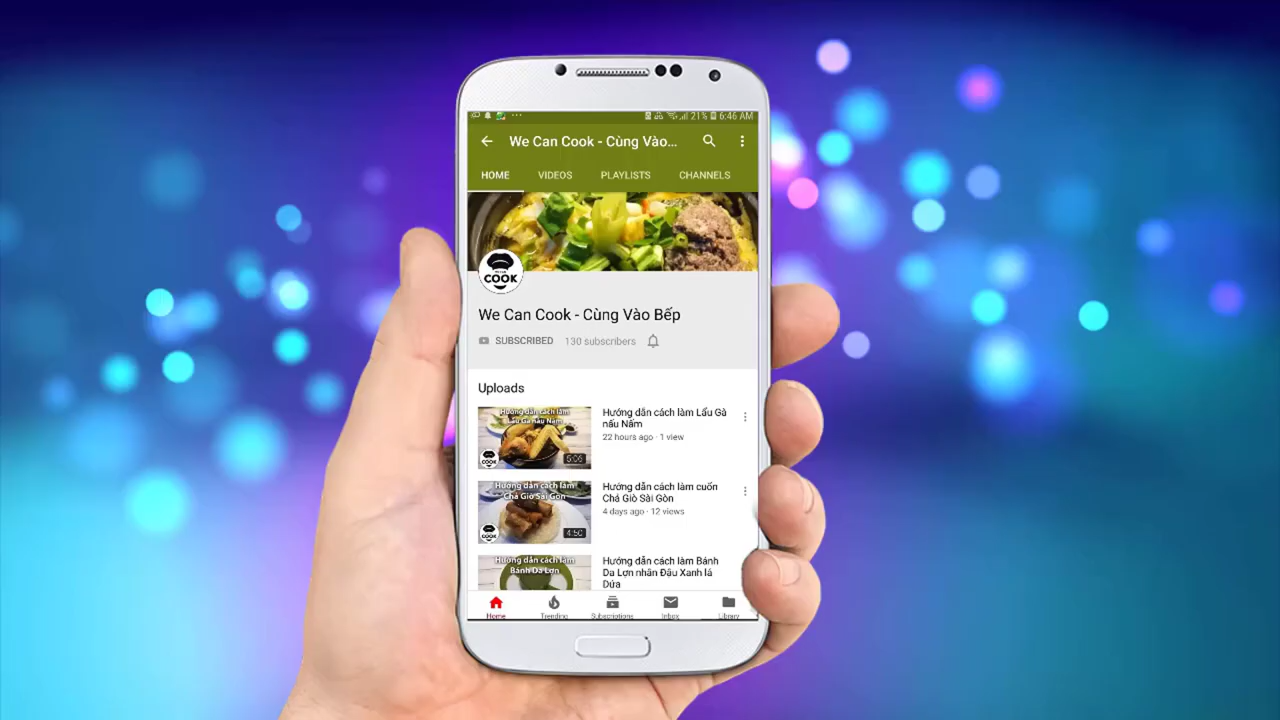 21% 6:46 AM
We Can Cook - Cùng Vào...
HOME VIDEOS PLAYLISTS CHANNELS
COOK
We Can Cook - Cùng Vào Bếp
SUBSCRIBED 130 subscribers
Uploads
Hướng dẫn cách làm
Lẩu Gà nấu Nấm
COOK
5:06
Hướng dẫn cách làm Lẩu Gà
nấu Nấm
22 hours ago · 1 view
Hướng dẫn cách làm
Chả Giò Sài Gòn
COOK
4:50
Hướng dẫn cách làm cuốn
Chả Giò Sài Gòn
4 days ago · 12 views
Hướng dẫn cách làm
Bánh Da Lợn
Hướng dẫn cách làm Bánh
Da Lợn nhân Đậu Xanh lá
Dứa
Home Trending Subscriptions Inbox Library